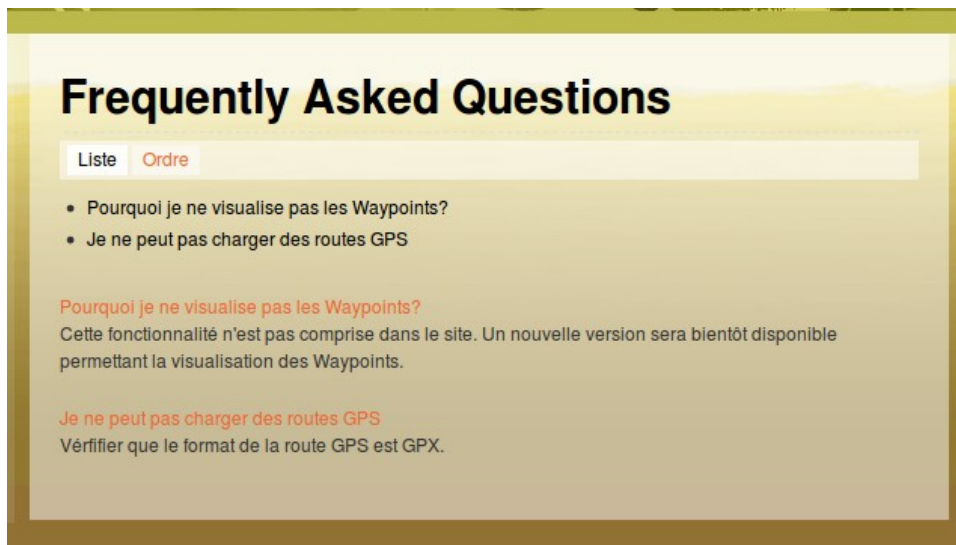 Frequently Asked Questions
Liste Ordre
Pourquoi je ne visualise pas les Waypoints?
Je ne peut pas charger des routes GPS
Pourquoi je ne visualise pas les Waypoints?
Cette fonctionnalité n'est pas comprise dans le site. Un nouvelle version sera bientôt disponible
permettant la visualisation des Waypoints.
Je ne peut pas charger des routes GPS
Vérfifier que le format de la route GPS est GPX.